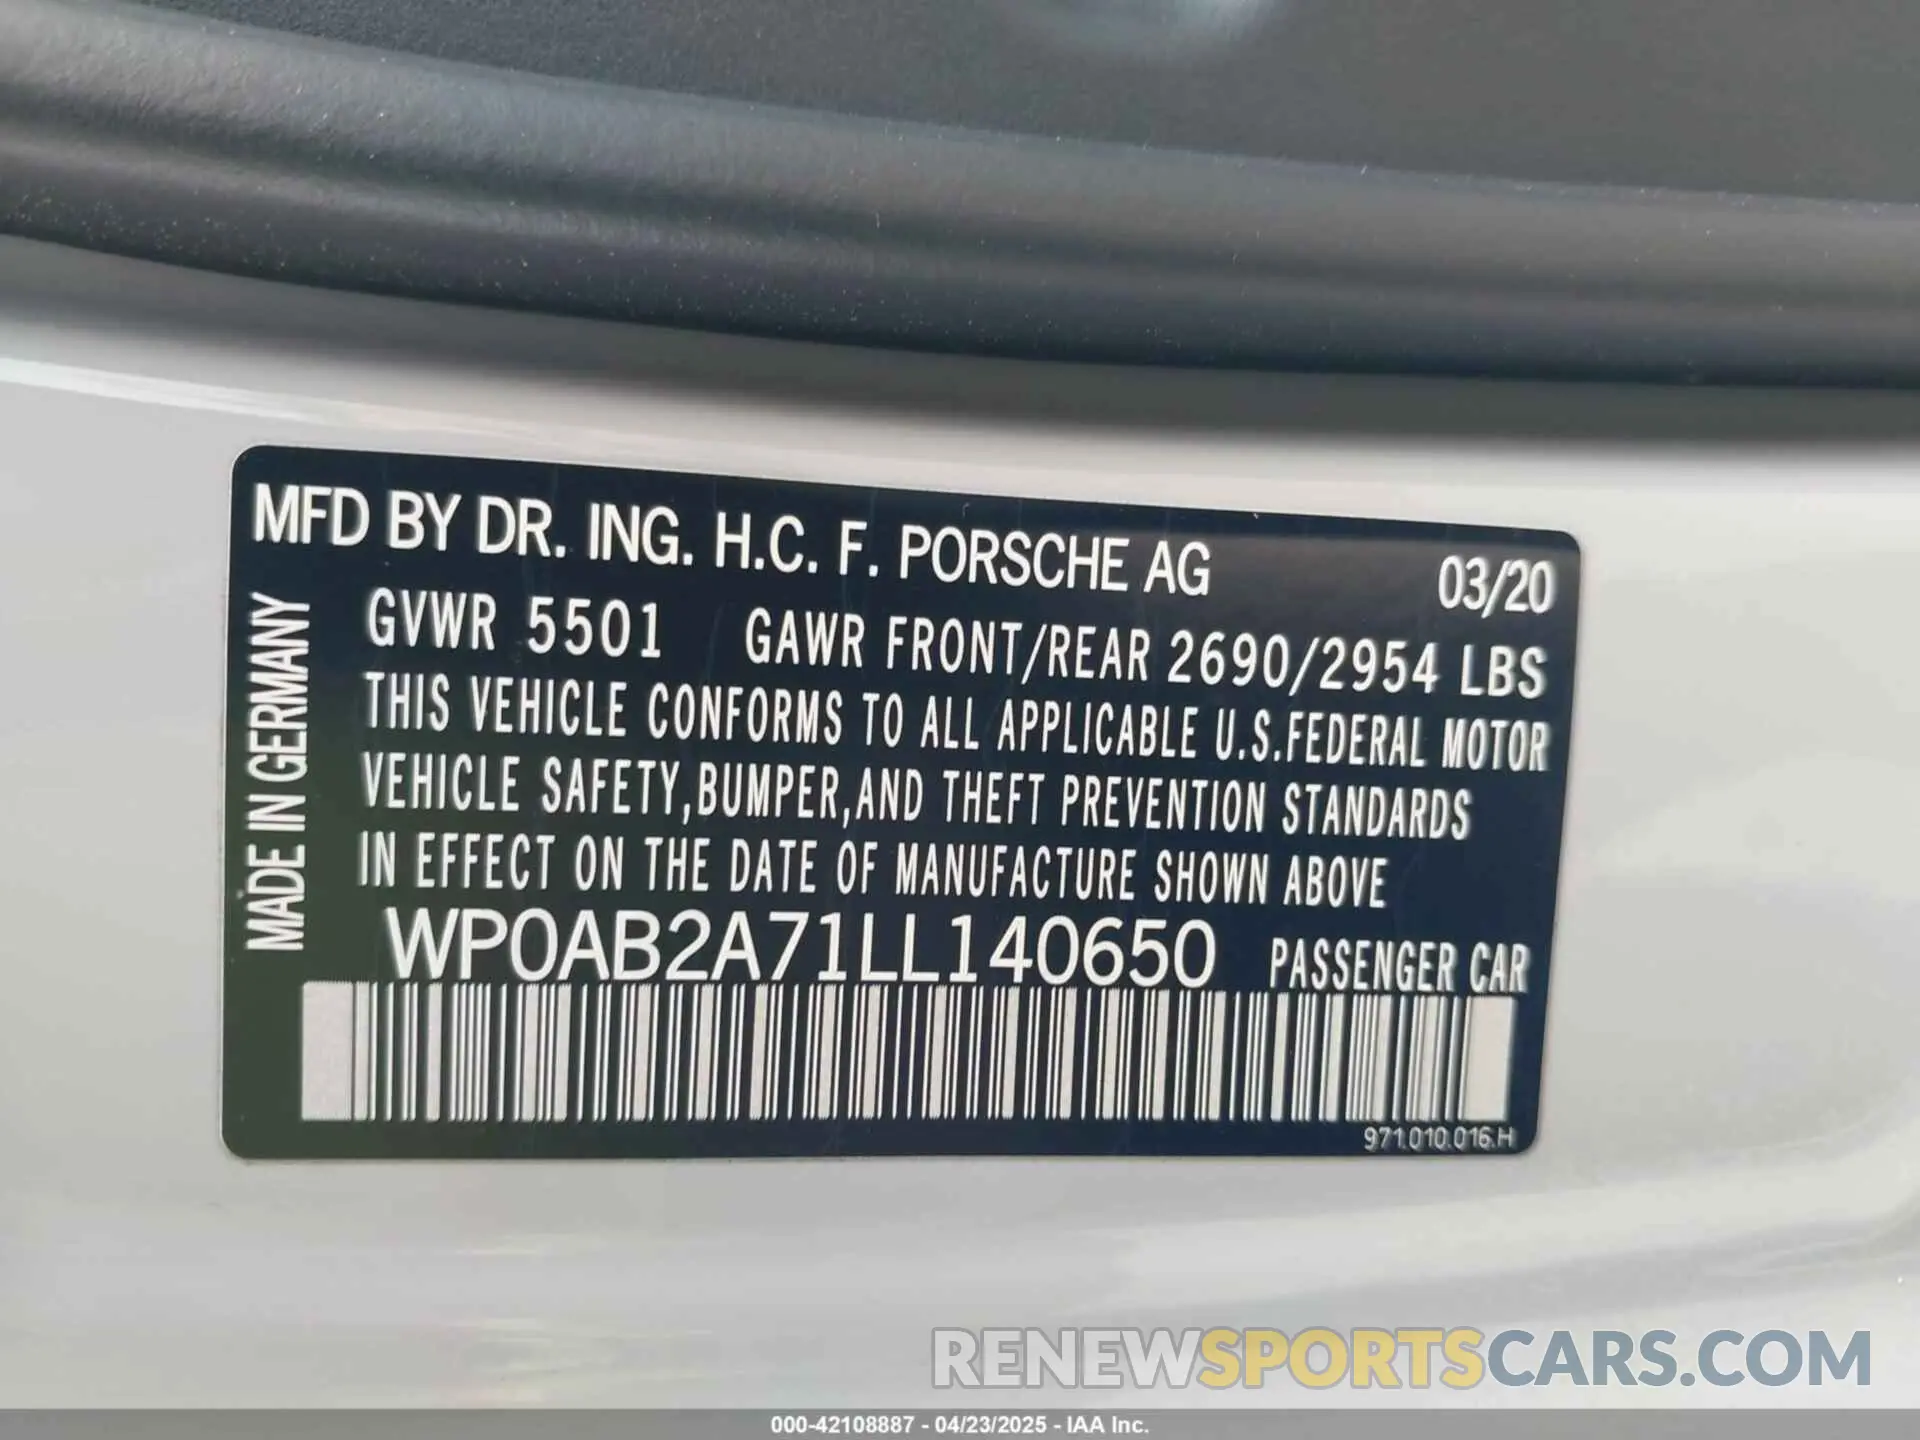 MFD BY DR. ING. H.C. F. PORSCHE AG 03/20
GVWR 5501 GAWR FRONT/REAR 2690/2954 LBS
THIS VEHICLE CONFORMS TO ALL APPLICABLE U.S.FEDERAL MOTOR
VEHICLE SAFETY,BUMPER,AND THEFT PREVENTION STANDARDS
IN EFFECT ON THE DATE OF MANUFACTURE SHOWN ABOVE
WP0AB2A71LL140650 PASSENGER CAR
MADE IN GERMANY
971.010.016.H
RENEWSPORTSCARS.COM
000-42108887 - 04/23/2025 - IAA Inc.